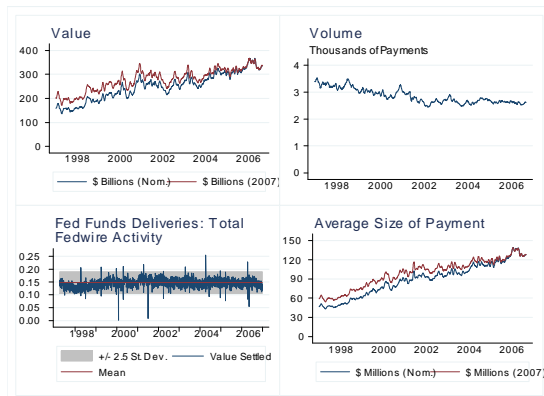 Value
400
300
200
100
0
1998 2000 2002 2004 2006
$ Billions (Nom.) $ Billions (2007)
Volume
Thousands of Payments
4
3
2
1
0
1998 2000 2002 2004 2006
Fed Funds Deliveries: Total
Fedwire Activity
0.25
0.20
0.15
0.10
0.05
0.00
1998 2000 2002 2004 2006
+/- 2.5 St. Dev. Value Settled
Mean
Average Size of Payment
150
120
90
60
30
0
1998 2000 2002 2004 2006
$ Millions (Nom.) $ Millions (2007)